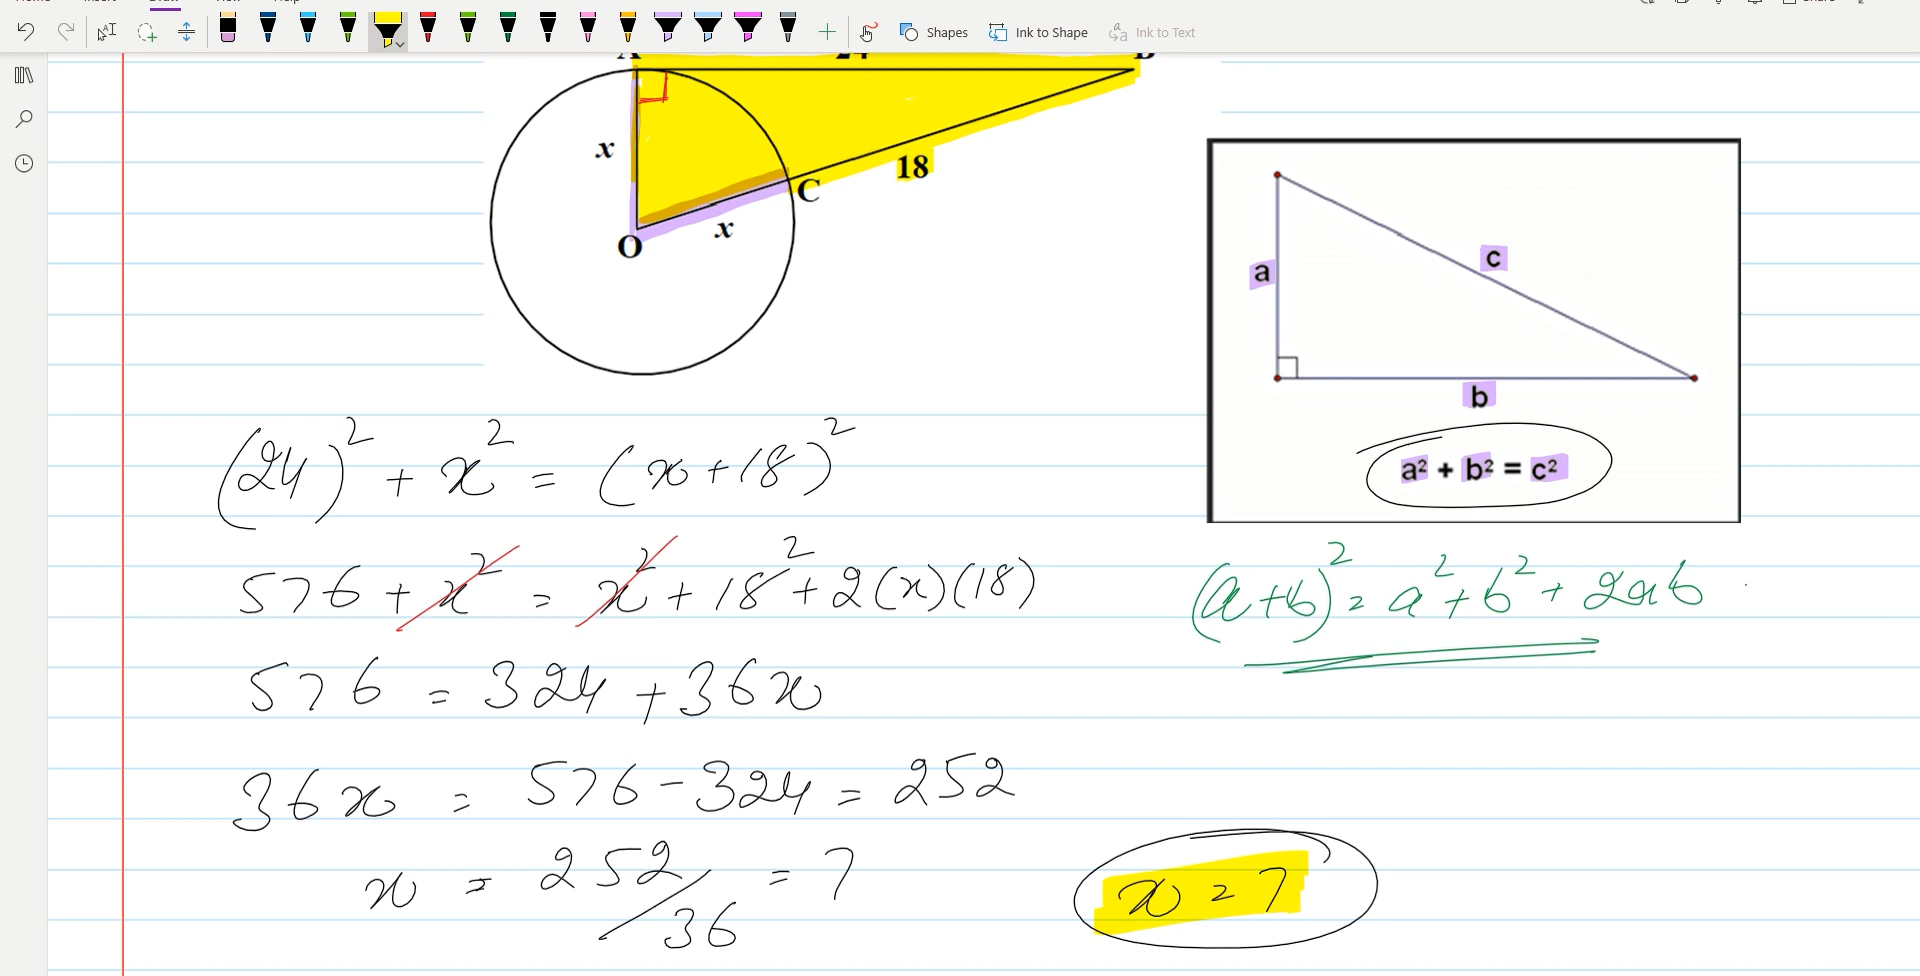 Shapes Ink to Shape Ink to Text
x
18
C
x
O
a
c
b
a² + b² = c²
(24)² + x² = (x+18)²
576 + x² = x² + 18² + 2(x)(18)
(a+b)² = a² + b² + 2ab
576 = 324 + 36x
36x = 576 - 324 = 252
x = 252/36 = 7
x = 7